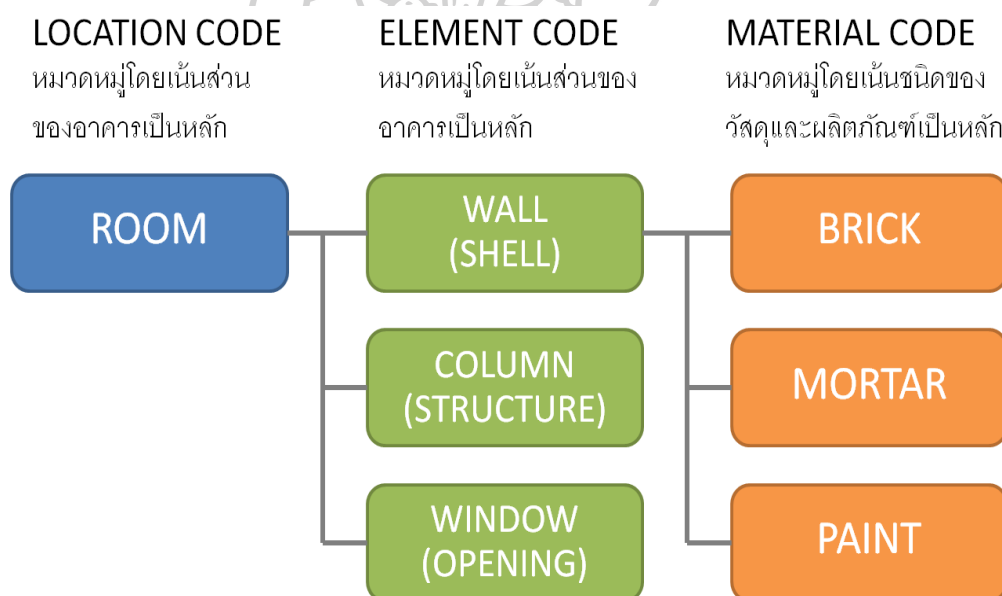 LOCATION CODE
หมวดหมู่โดยเน้นส่วน
ของอาคารเป็นหลัก
ELEMENT CODE
หมวดหมู่โดยเน้นส่วนของ
อาคารเป็นหลัก
MATERIAL CODE
หมวดหมู่โดยเน้นชนิดของ
วัสดุและผลิตภัณฑ์เป็นหลัก
ROOM
WALL
(SHELL)
BRICK
COLUMN
(STRUCTURE)
MORTAR
WINDOW
(OPENING)
PAINT